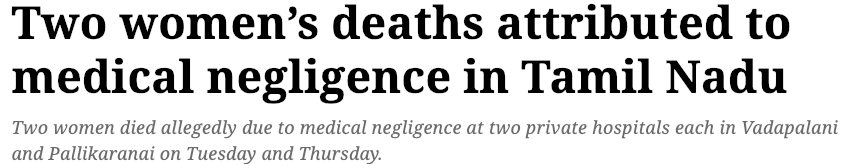 Two women’s deaths attributed to
medical negligence in Tamil Nadu
Two women died allegedly due to medical negligence at two private hospitals each in Vadapalani
and Pallikaranai on Tuesday and Thursday.